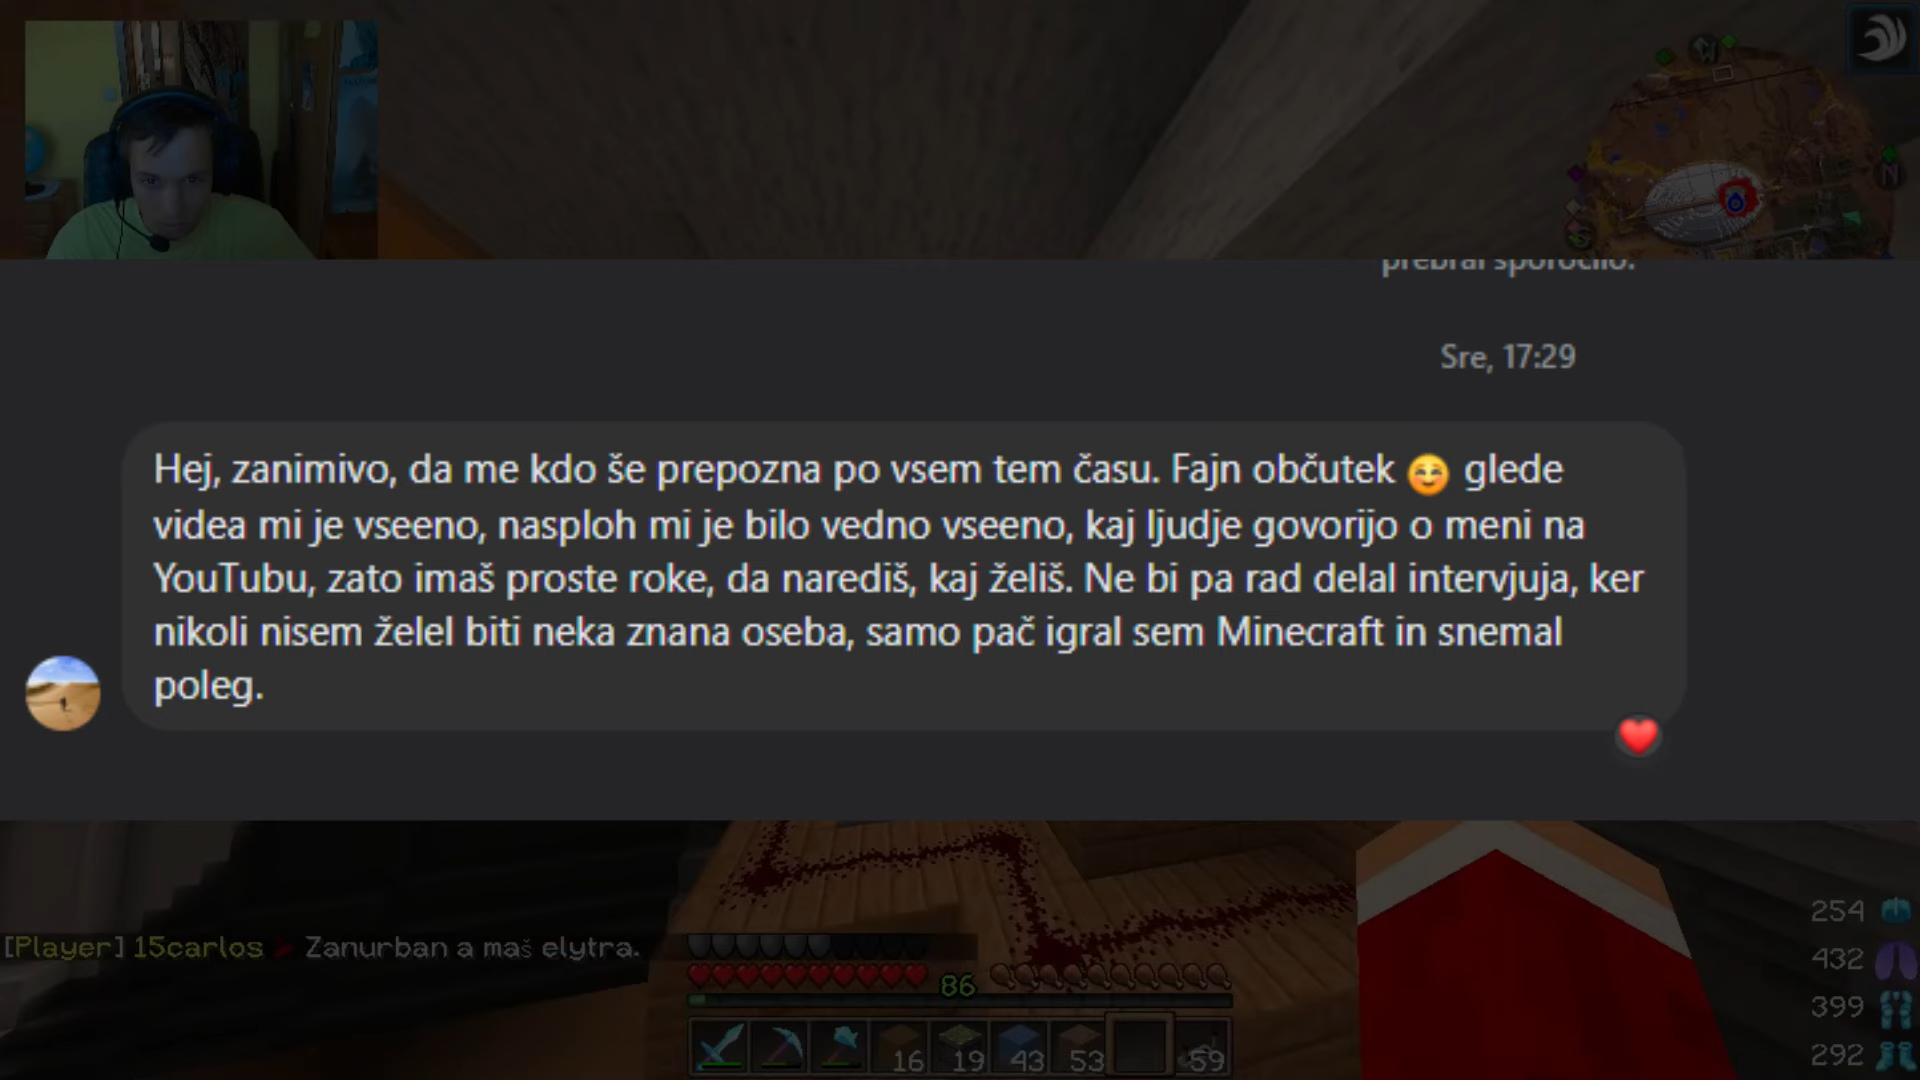 prebral sporočilo.
Sre, 17:29
Hej, zanimivo, da me kdo še prepozna po vsem tem času. Fajn občutek 😊 glede
videa mi je vseeno, nasploh mi je bilo vedno vseeno, kaj ljudje govorijo o meni na
YouTubu, zato imaš proste roke, da narediš, kaj želiš. Ne bi pa rad delal intervjuja, ker
nikoli nisem želel biti neka znana oseba, samo pač igral sem Minecraft in snemal
poleg.
[Player] 15carlos > Zanurban a maš elytra.
86
16 19 43 53 59
254
432
399
292
N
W
S